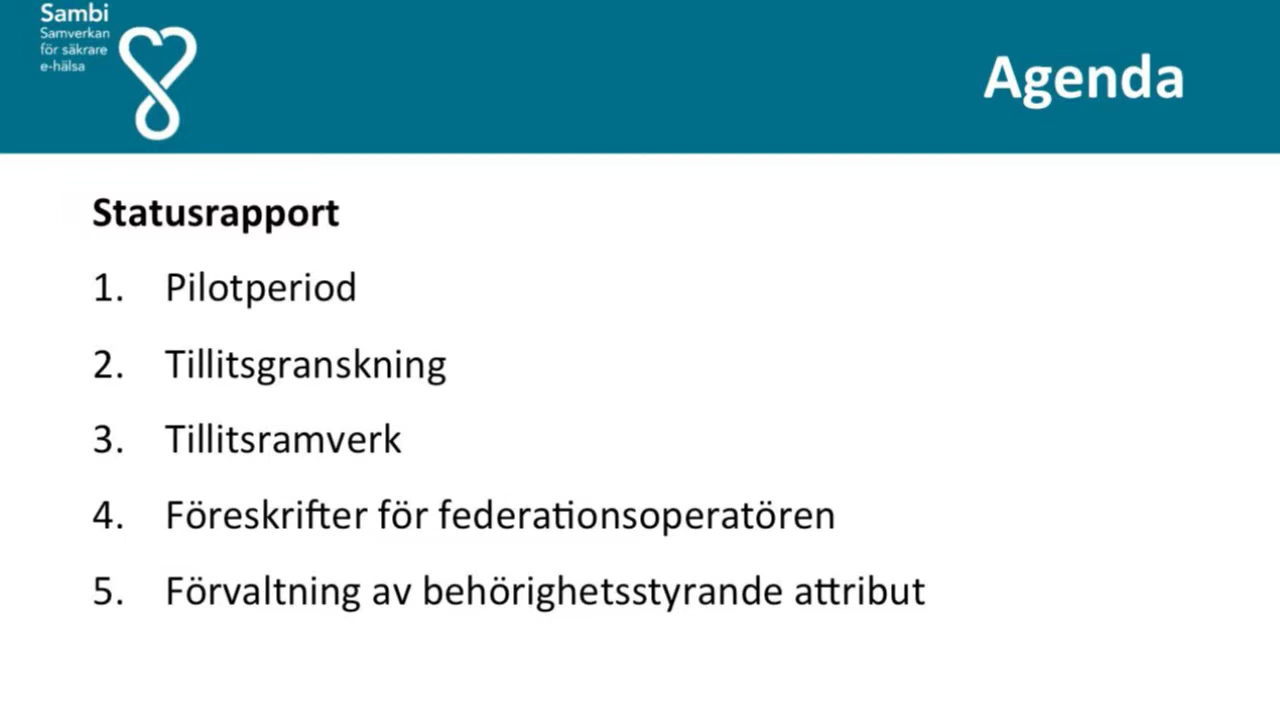 Sambi
Samverkan
för säkrare
e-hälsa
Agenda
Statusrapport
1. Pilotperiod
2. Tillitsgranskning
3. Tillitsramverk
4. Föreskrifter för federationsoperatören
5. Förvaltning av behörighetsstyrande attribut